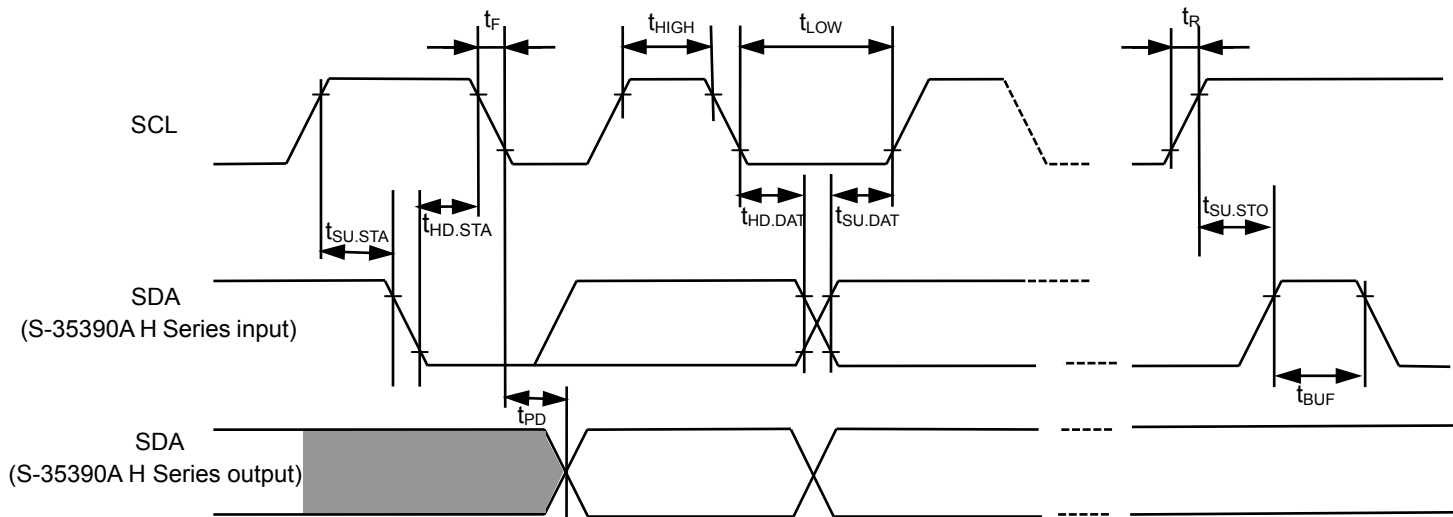 tF
tHIGH
tLOW
tR
SCL
tSU.STA
tHD.STA
tHD.DAT
tSU.DAT
tSU.STO
SDA
(S-35390A H Series input)
tBUF
tPD
SDA
(S-35390A H Series output)